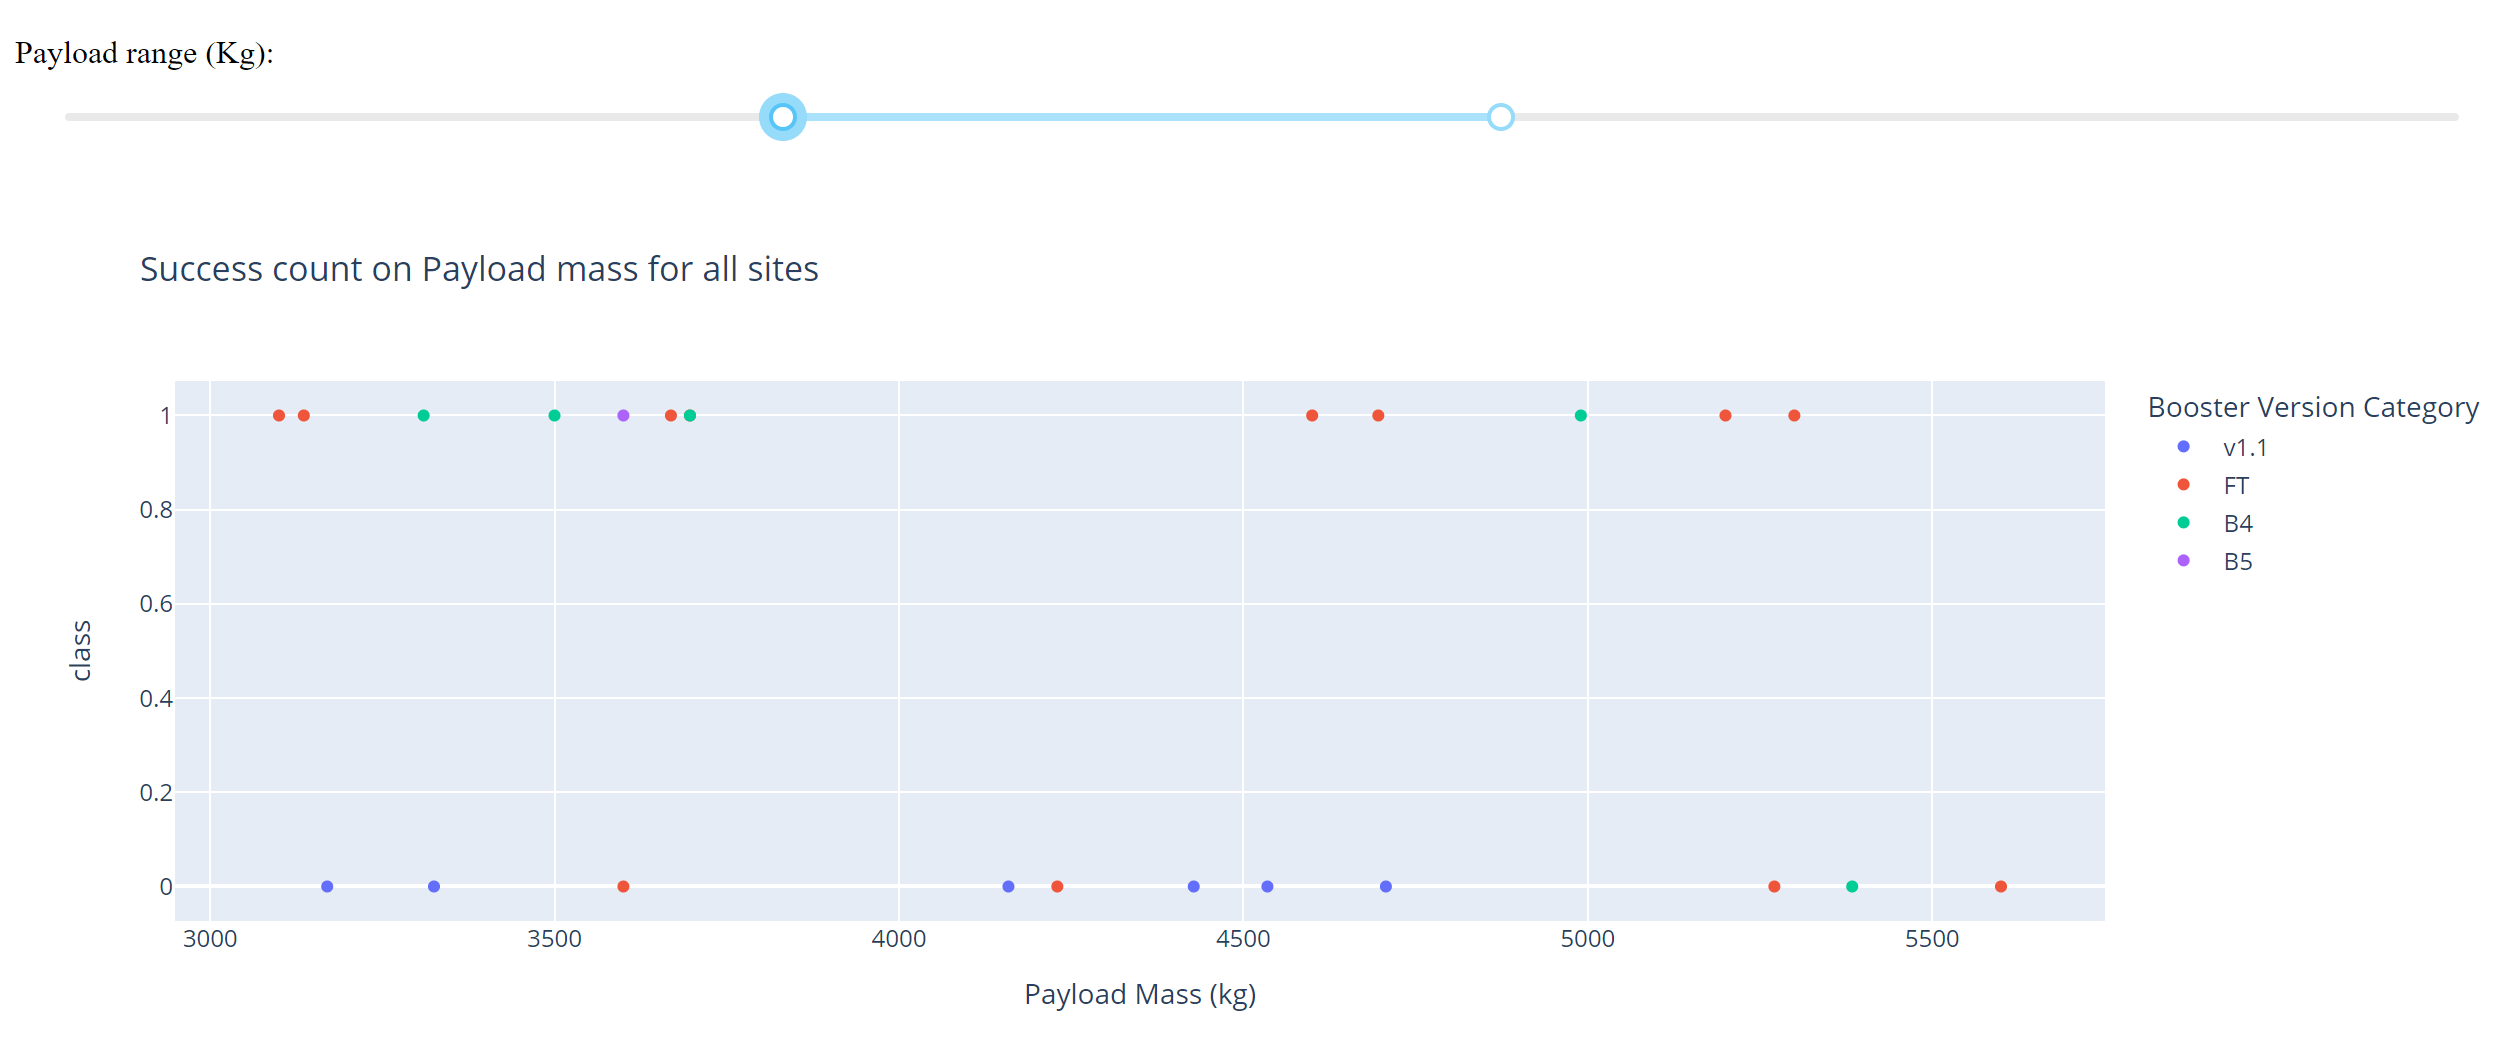 Payload range (Kg):
Success count on Payload mass for all sites
Booster Version Category
v1.1
FT
B4
B5
class
1
0.8
0.6
0.4
0.2
0
3000 3500 4000 4500 5000 5500
Payload Mass (kg)